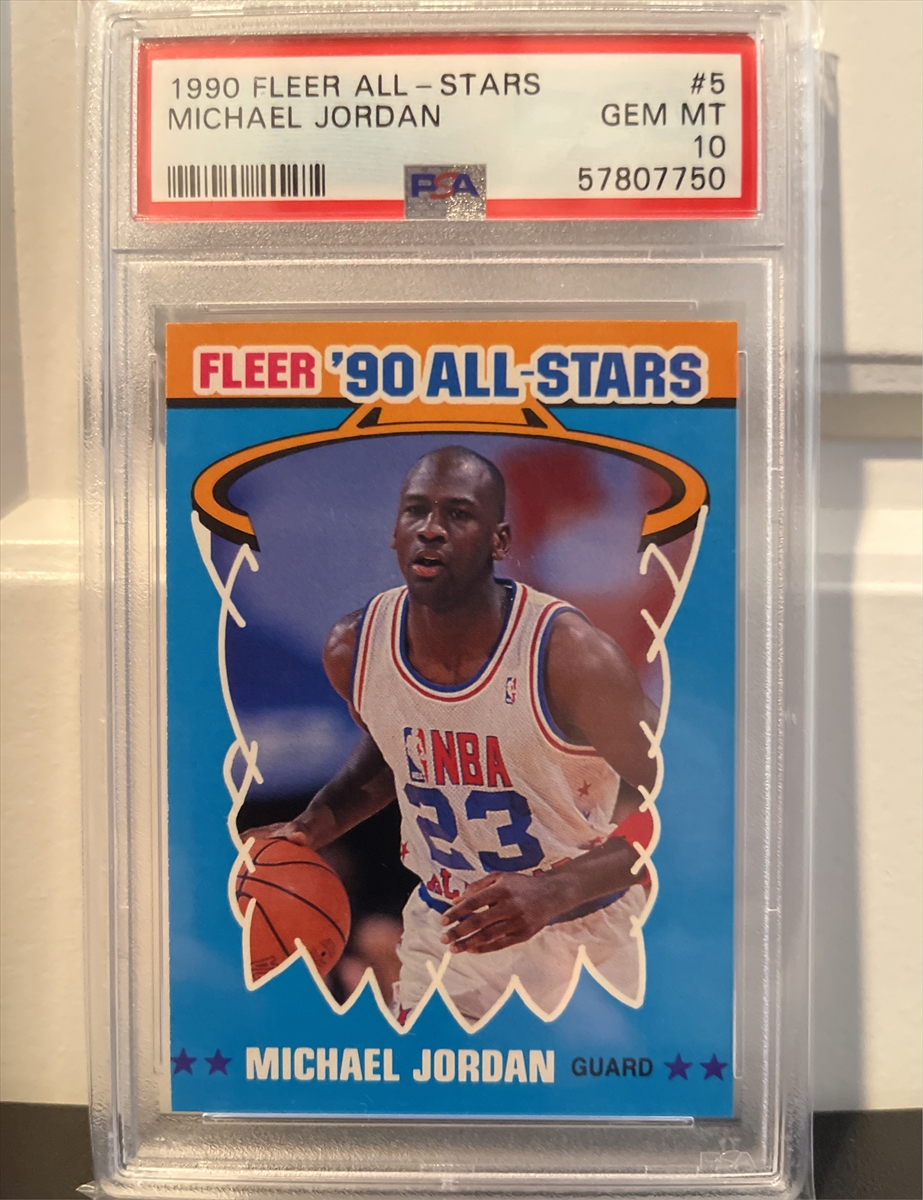 1990 FLEER ALL-STARS #5
MICHAEL JORDAN GEM MT
10
PSA 57807750
FLEER '90 ALL-STARS
NBA
23
MICHAEL JORDAN GUARD
PSA